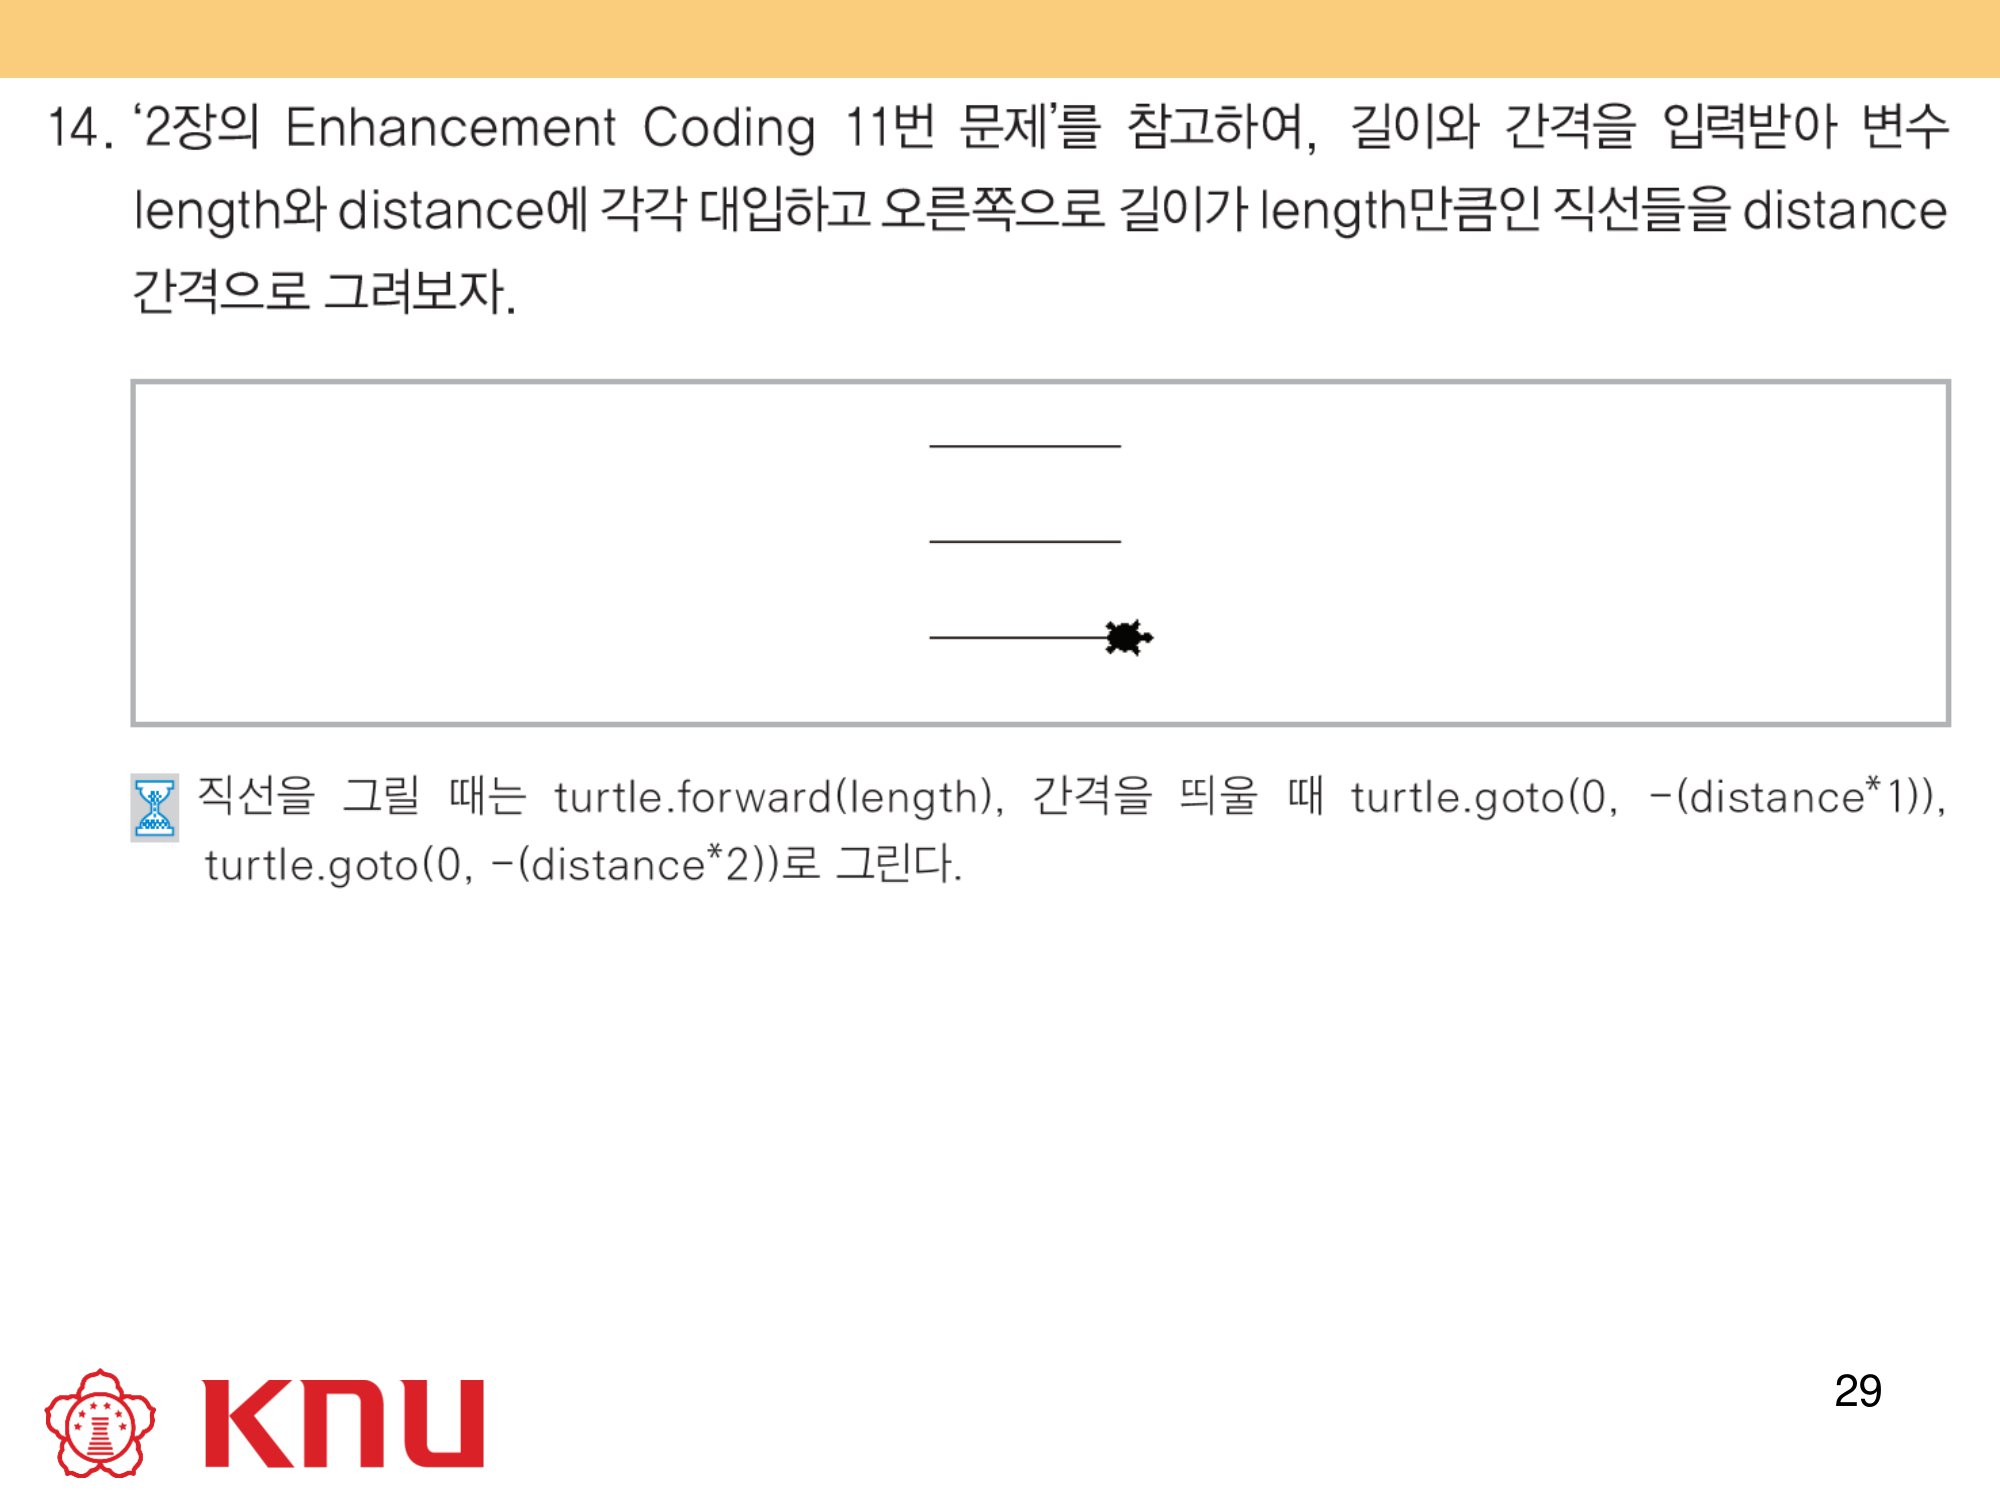 14. ‘2장의 Enhancement Coding 11번 문제’를 참고하여, 길이와 간격을 입력받아 변수
length와 distance에 각각 대입하고 오른쪽으로 길이가 length만큼인 직선들을 distance
간격으로 그려보자.
직선을 그릴 때는 turtle.forward(length), 간격을 띄울 때 turtle.goto(0, -(distance*1)),
turtle.goto(0, -(distance*2))로 그린다.
KNU
29